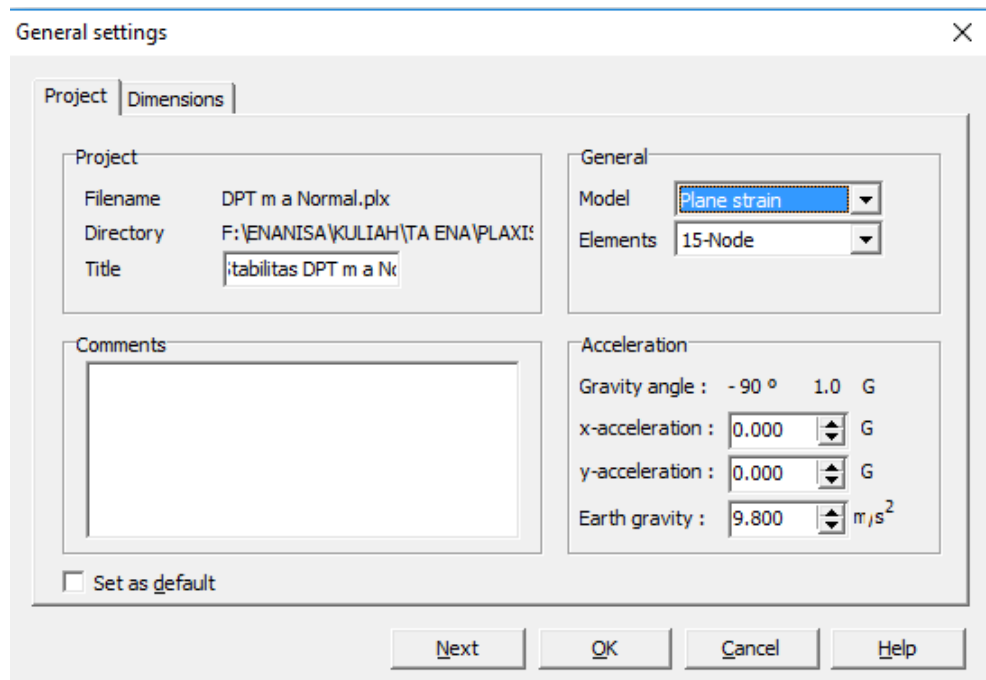 General settings
Project
Dimensions
Project
Filename DPT m a Normal.plx
Directory F:\ENANISA\KULIAH\TA ENA\PLAXIS
Title Stabilitas DPT m a No
General
Model Plane strain
Elements 15-Node
Comments
Acceleration
Gravity angle : - 90 º 1.0 G
x-acceleration : 0.000 G
y-acceleration : 0.000 G
Earth gravity : 9.800 m/s²
Set as default
Next
OK
Cancel
Help